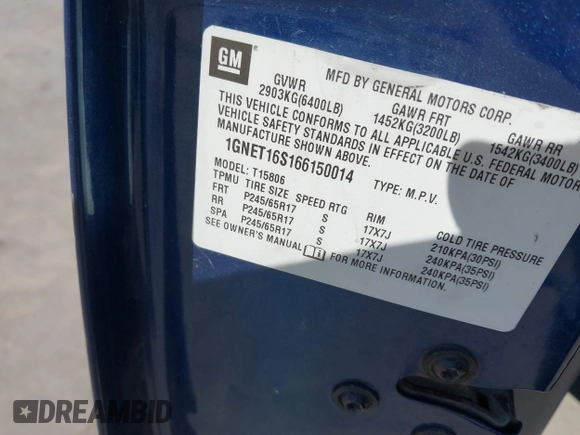 GM
MFD BY GENERAL MOTORS CORP.
GVWR GAWR FRT GAWR RR
2903KG(6400LB) 1452KG(3200LB) 1542KG(3400LB)
THIS VEHICLE CONFORMS TO ALL APPLICABLE U.S. FEDERAL MOTOR
VEHICLE SAFETY STANDARDS IN EFFECT ON THE DATE OF
MANUFACTURE SHOWN ABOVE.
1GNET16S166150014
TYPE: M.P.V.
MODEL: T15806
TPMU TIRE SIZE SPEED RTG RIM COLD TIRE PRESSURE
FRT P245/65R17 S 17X7J 210KPA(30PSI)
RR P245/65R17 S 17X7J 240KPA(35PSI)
SPA P245/65R17 S 17X7J 240KPA(35PSI)
SEE OWNER'S MANUAL FOR MORE INFORMATION.
DREAMBID